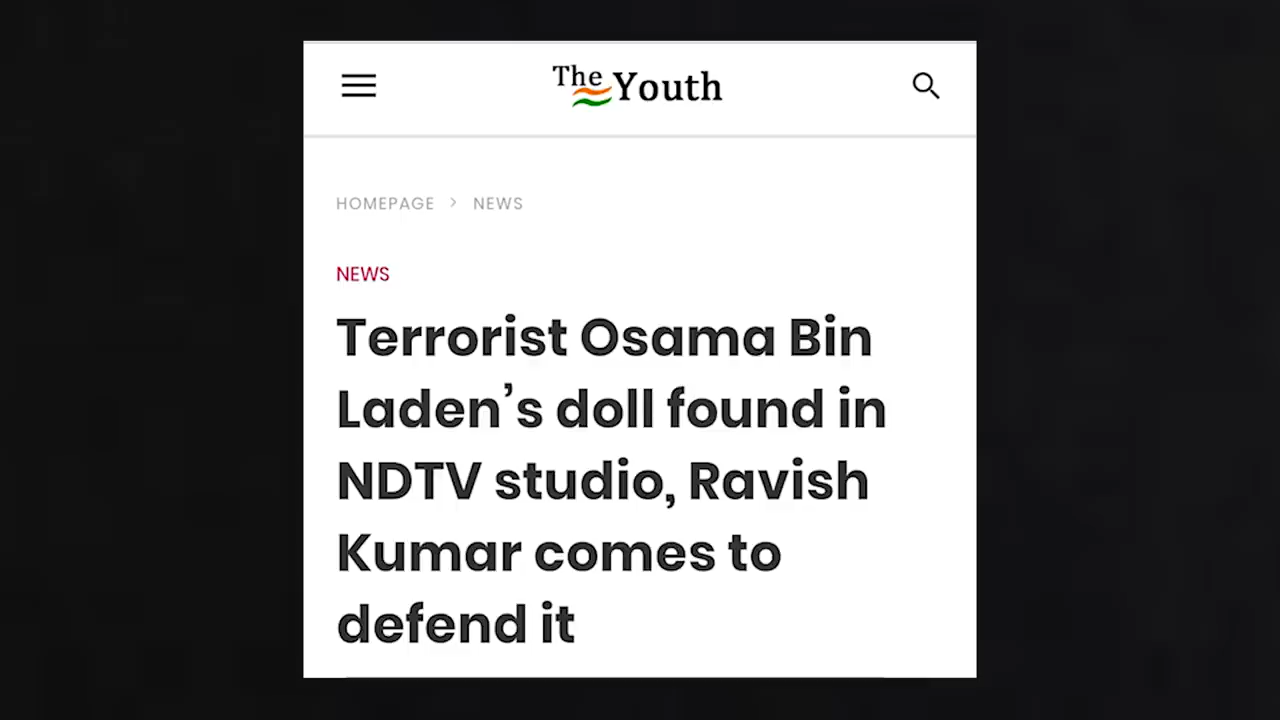 The Youth
HOMEPAGE > NEWS
NEWS
Terrorist Osama Bin
Laden’s doll found in
NDTV studio, Ravish
Kumar comes to
defend it